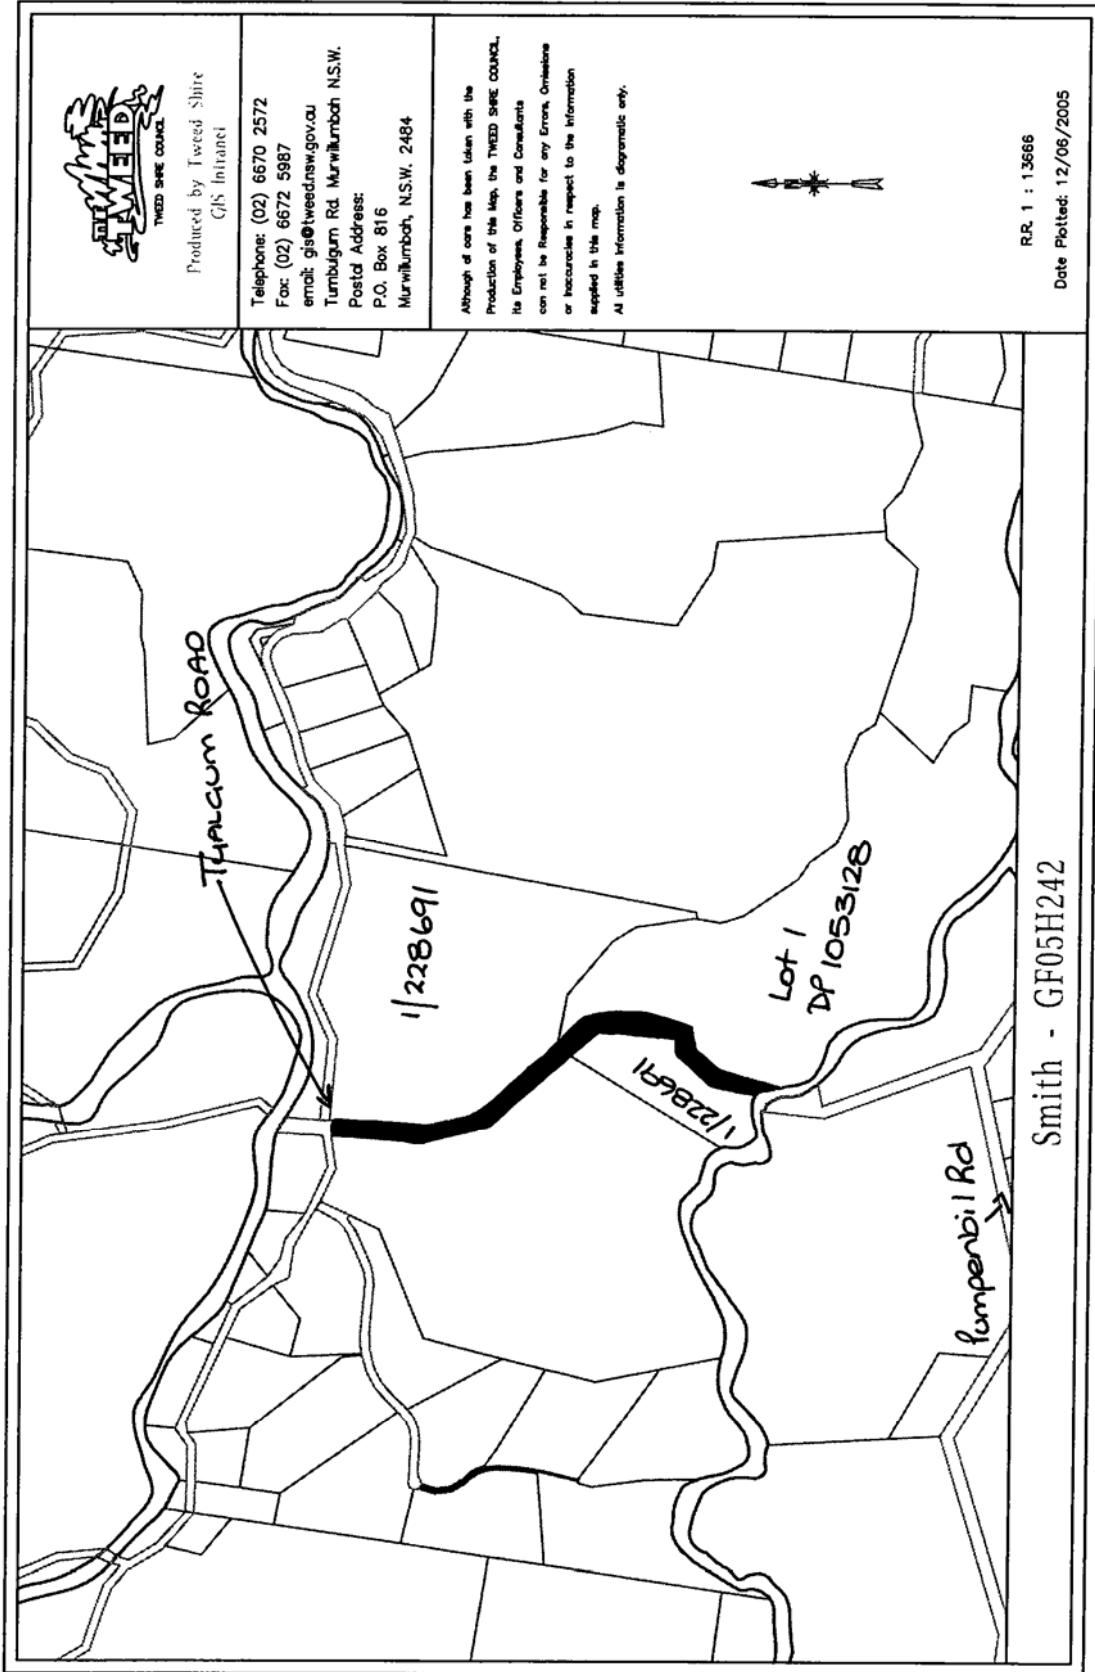 TWEED
TWEED SHIRE COUNCIL
Produced by Tweed Shire
GIS Intranet
Telephone: (02) 6670 2572
Fax: (02) 6672 5987
email: gis@tweed.nsw.gov.au
Tumbulgum Rd. Murwillumbah N.S.W.
Postal Address:
P.O. Box 816
Murwillumbah, N.S.W. 2484
Although of care has been taken with the
Production of this Map, the TWEED SHIRE COUNCIL,
its Employees, Officers and Consultants
can not be Responsible for any Errors, Omissions
or Inaccuracies in respect to the information
supplied in this map.
All utilities information is diagramatic only.
R.R. 1 : 13666
Date Plotted: 12/06/2005
TYALGUM ROAD
1/228691
1/228691
Lot 1
DP 1053128
Pumpenbil Rd
Smith - GF05H242